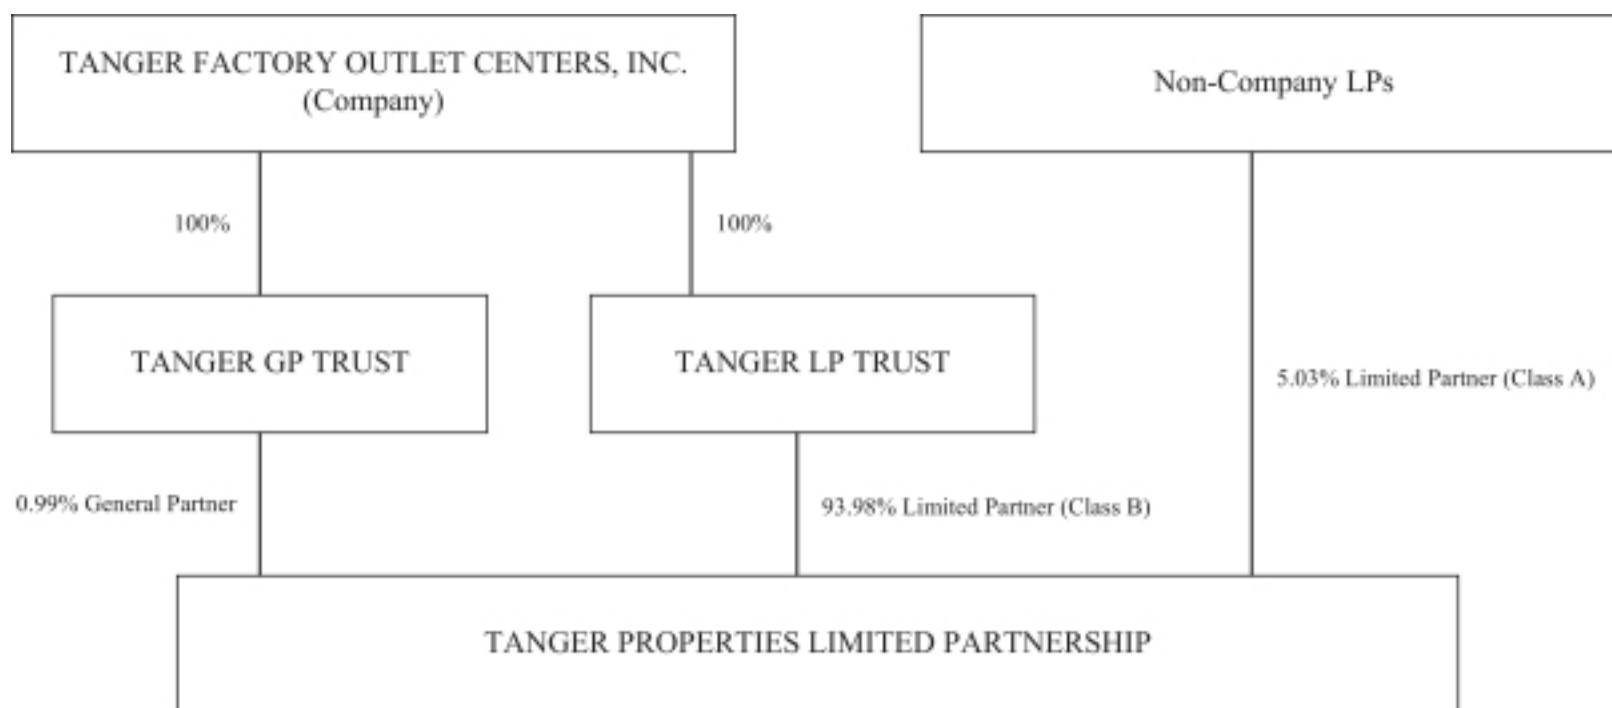 TANGER FACTORY OUTLET CENTERS, INC.
(Company)
Non-Company LPs
100%
100%
TANGER GP TRUST
TANGER LP TRUST
5.03% Limited Partner (Class A)
0.99% General Partner
93.98% Limited Partner (Class B)
TANGER PROPERTIES LIMITED PARTNERSHIP